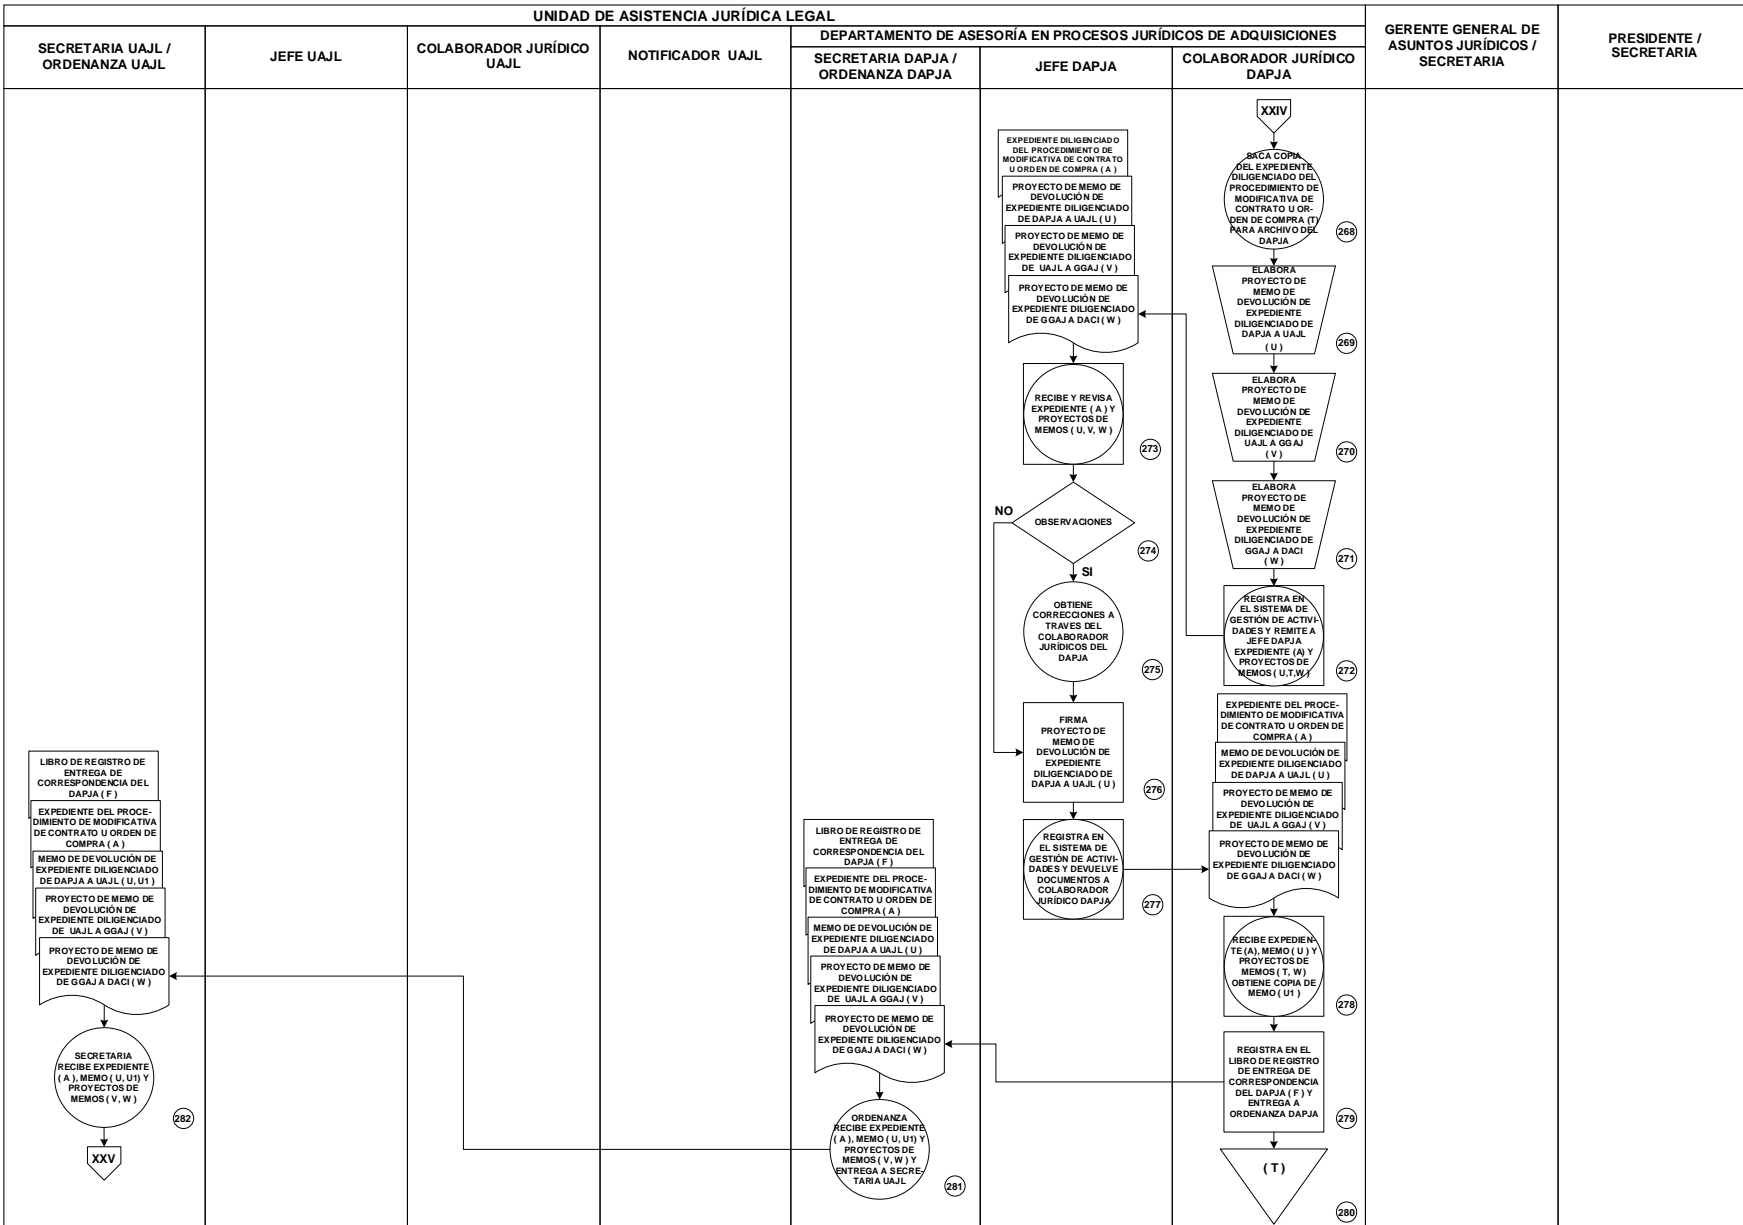 UNIDAD DE ASISTENCIA JURÍDICA LEGAL
DEPARTAMENTO DE ASESORÍA EN PROCESOS JURÍDICOS DE ADQUISICIONES
SECRETARIA UAJL /
ORDENANZA UAJL
JEFE UAJL
COLABORADOR JURÍDICO
UAJL
NOTIFICADOR UAJL
SECRETARIA DAPJA /
ORDENANZA DAPJA
JEFE DAPJA
COLABORADOR JURÍDICO
DAPJA
GERENTE GENERAL DE
ASUNTOS JURÍDICOS /
SECRETARIA
PRESIDENTE /
SECRETARIA
XXIV
SACA COPIA
DEL EXPEDIENTE
DILIGENCIADO DEL
PROCEDIMIENTO DE
MODIFICATIVA DE
CONTRATO U OR-
DEN DE COMPRA (T)
PARA ARCHIVO DEL
DAPJA
268
ELABORA
PROYECTO DE
MEMO DE
DEVOLUCIÓN DE
EXPEDIENTE
DILIGENCIADO DE
DAPJA A UAJL
( U )
269
ELABORA
PROYECTO DE
MEMO DE
DEVOLUCIÓN DE
EXPEDIENTE
DILIGENCIADO DE
UAJL A GGAJ
( V )
270
ELABORA
PROYECTO DE
MEMO DE
DEVOLUCIÓN DE
EXPEDIENTE
DILIGENCIADO DE
GGAJ A DACI
( W )
271
REGISTRA EN
EL SISTEMA DE
GESTIÓN DE ACTIVI-
DADES Y REMITE A
JEFE DAPJA
EXPEDIENTE (A) Y
PROYECTOS DE
MEMOS ( U,T,W )
272
EXPEDIENTE DILIGENCIADO
DEL PROCEDIMIENTO DE
MODIFICATIVA DE CONTRATO
U ORDEN DE COMPRA ( A )
PROYECTO DE MEMO DE
DEVOLUCIÓN DE
EXPEDIENTE DILIGENCIADO
DE DAPJA A UAJL ( U )
PROYECTO DE MEMO DE
DEVOLUCIÓN DE
EXPEDIENTE DILIGENCIADO
DE UAJL A GGAJ ( V )
PROYECTO DE MEMO DE
DEVOLUCIÓN DE
EXPEDIENTE DILIGENCIADO
DE GGAJ A DACI ( W )
RECIBE Y REVISA
EXPEDIENTE ( A ) Y
PROYECTOS DE
MEMOS ( U, V, W )
273
NO
OBSERVACIONES
274
SI
OBTIENE
CORRECCIONES A
TRAVES DEL
COLABORADOR
JURÍDICOS DEL
DAPJA
275
FIRMA
PROYECTO DE
MEMO DE
DEVOLUCIÓN DE
EXPEDIENTE
DILIGENCIADO DE
DAPJA A UAJL ( U )
276
REGISTRA EN
EL SISTEMA DE
GESTIÓN DE ACTIVI-
DADES Y DEVUELVE
DOCUMENTOS A
COLABORADOR
JURÍDICO DAPJA
277
EXPEDIENTE DEL PROCE-
DIMIENTO DE MODIFICATIVA
DE CONTRATO U ORDEN DE
COMPRA ( A )
MEMO DE DEVOLUCIÓN DE
EXPEDIENTE DILIGENCIADO
DE DAPJA A UAJL ( U )
PROYECTO DE MEMO DE
DEVOLUCIÓN DE
EXPEDIENTE DILIGENCIADO
DE UAJL A GGAJ ( V )
PROYECTO DE MEMO DE
DEVOLUCIÓN DE
EXPEDIENTE DILIGENCIADO
DE GGAJ A DACI ( W )
RECIBE EXPEDIEN-
TE (A), MEMO ( U ) Y
PROYECTOS DE
MEMOS ( T, W )
OBTIENE COPIA DE
MEMO ( U1 )
278
REGISTRA EN EL
LIBRO DE REGISTRO
DE ENTREGA DE
CORRESPONDENCIA
DEL DAPJA ( F ) Y
ENTREGA A
ORDENANZA DAPJA
279
( T )
280
LIBRO DE REGISTRO DE
ENTREGA DE
CORRESPONDENCIA DEL
DAPJA ( F )
EXPEDIENTE DEL PROCE-
DIMIENTO DE MODIFICATIVA
DE CONTRATO U ORDEN DE
COMPRA ( A )
MEMO DE DEVOLUCIÓN DE
EXPEDIENTE DILIGENCIADO
DE DAPJA A UAJL ( U )
PROYECTO DE MEMO DE
DEVOLUCIÓN DE
EXPEDIENTE DILIGENCIADO
DE UAJL A GGAJ ( V )
PROYECTO DE MEMO DE
DEVOLUCIÓN DE
EXPEDIENTE DILIGENCIADO
DE GGAJ A DACI ( W )
ORDENANZA
RECIBE EXPEDIENTE
( A ), MEMO ( U, U1) Y
PROYECTOS DE
MEMOS ( V, W ) Y
ENTREGA A SECRE-
TARIA UAJL
281
LIBRO DE REGISTRO DE
ENTREGA DE
CORRESPONDENCIA DEL
DAPJA ( F )
EXPEDIENTE DEL PROCE-
DIMIENTO DE MODIFICATIVA
DE CONTRATO U ORDEN DE
COMPRA ( A )
MEMO DE DEVOLUCIÓN DE
EXPEDIENTE DILIGENCIADO
DE DAPJA A UAJL ( U, U1 )
PROYECTO DE MEMO DE
DEVOLUCIÓN DE
EXPEDIENTE DILIGENCIADO
DE UAJL A GGAJ ( V )
PROYECTO DE MEMO DE
DEVOLUCIÓN DE
EXPEDIENTE DILIGENCIADO
DE GGAJ A DACI ( W )
SECRETARIA
RECIBE EXPEDIENTE
( A ), MEMO ( U, U1) Y
PROYECTOS DE
MEMOS ( V, W )
282
XXV